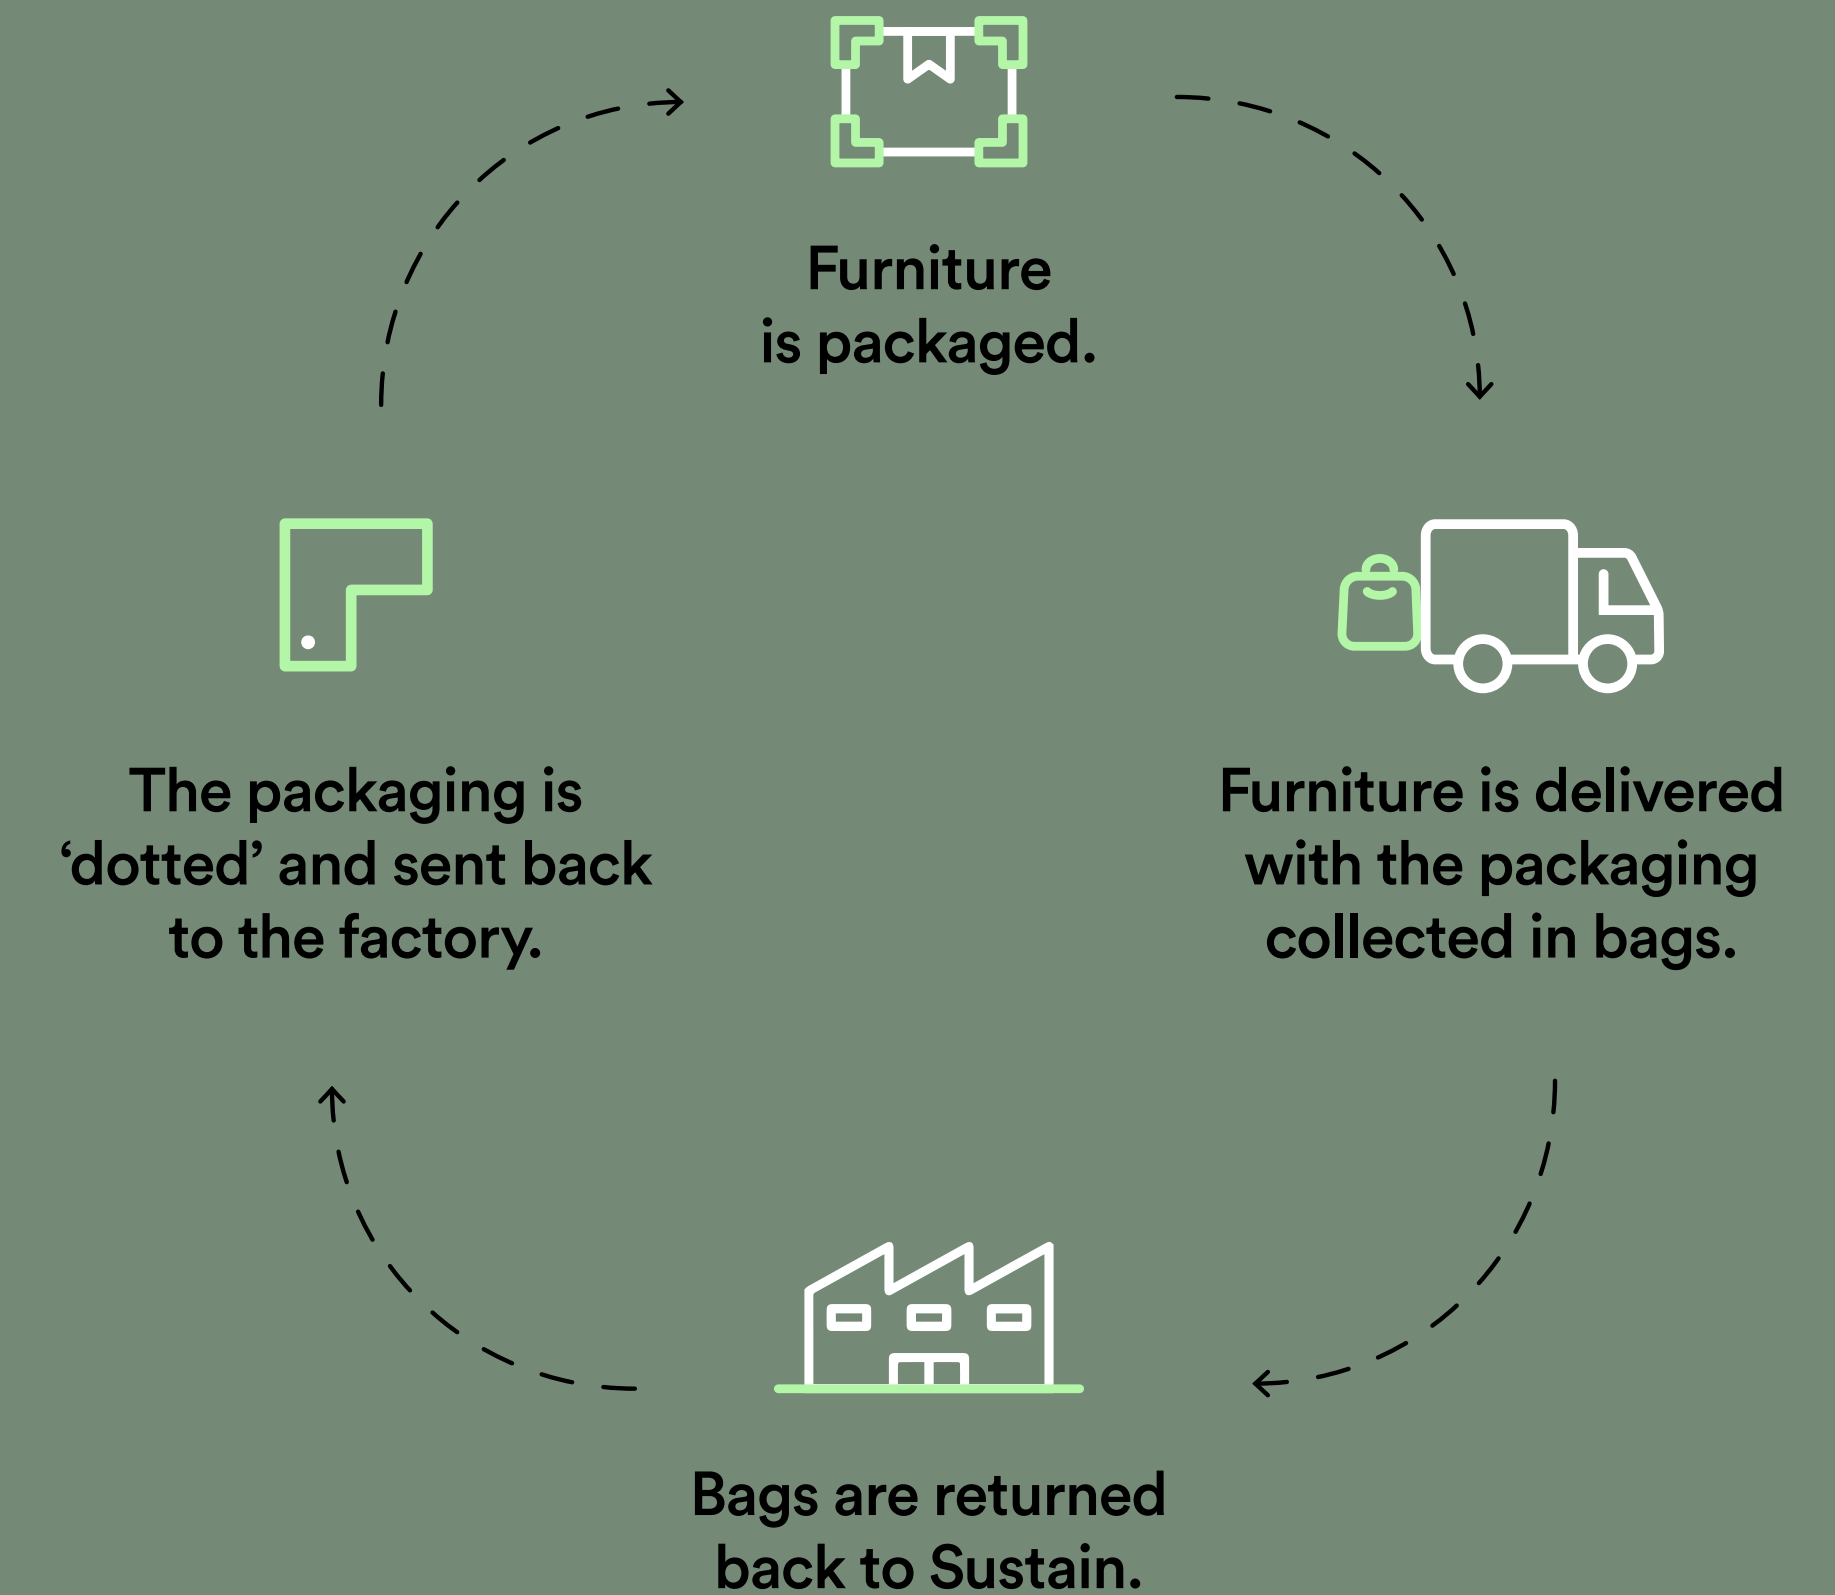 Furniture
is packaged.
Furniture is delivered
with the packaging
collected in bags.
Bags are returned
back to Sustain.
The packaging is
‘dotted’ and sent back
to the factory.